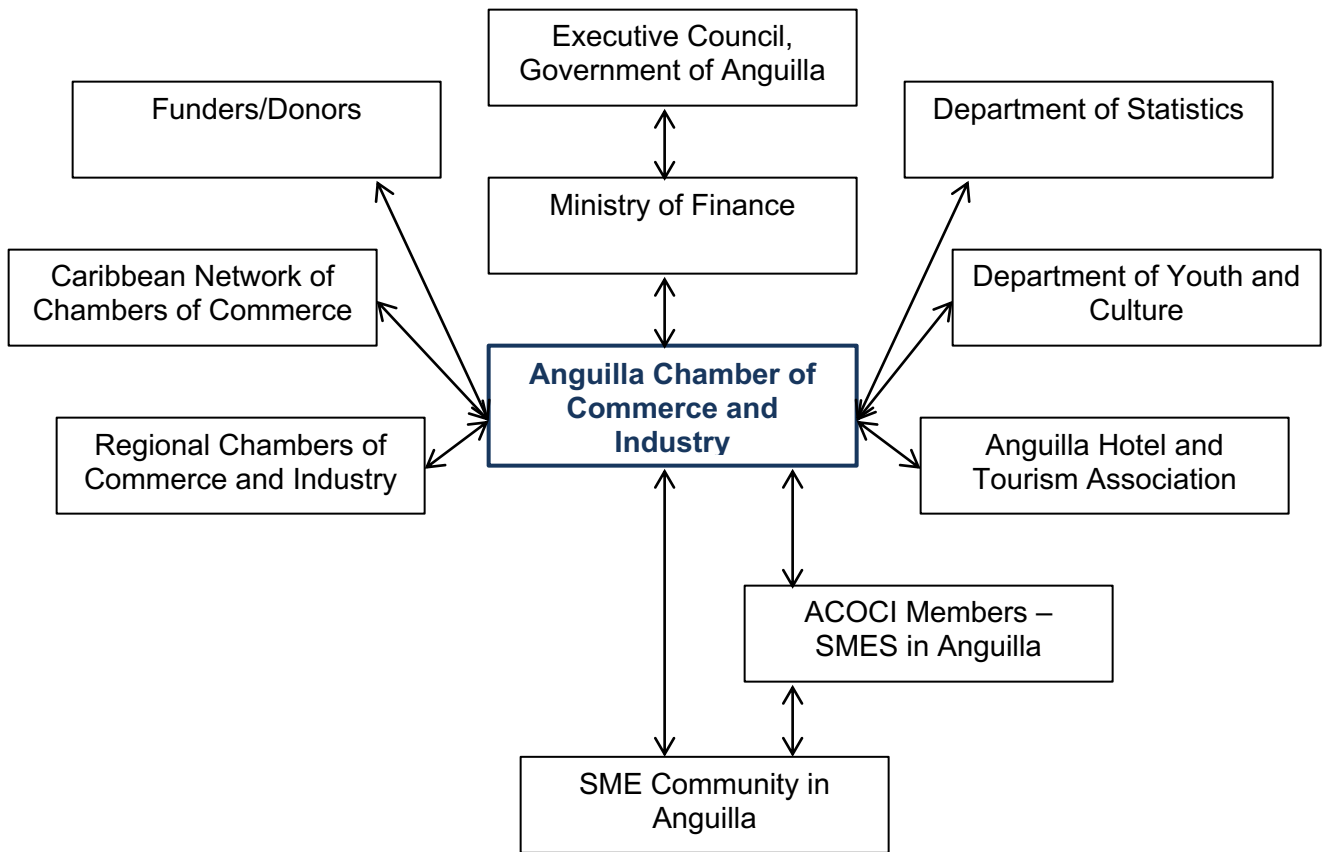 Executive Council,
Government of Anguilla
Funders/Donors
Department of Statistics
Ministry of Finance
Caribbean Network of
Chambers of Commerce
Department of Youth and
Culture
Anguilla Chamber of
Commerce and
Industry
Regional Chambers of
Commerce and Industry
Anguilla Hotel and
Tourism Association
ACOCI Members –
SMES in Anguilla
SME Community in
Anguilla